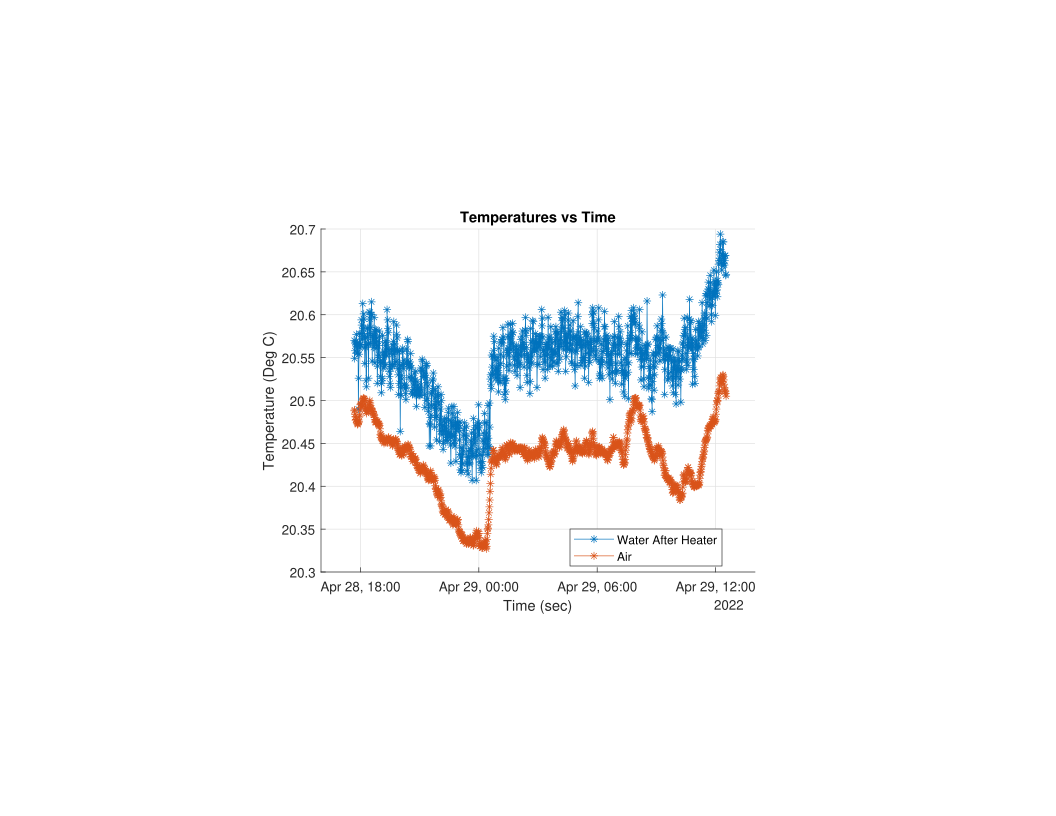 Temperatures vs Time
20.7
20.65
20.6
20.55
20.5
20.45
20.4
20.35
20.3
Temperature (Deg C)
Water After Heater
Air
Apr 28, 18:00 Apr 29, 00:00 Apr 29, 06:00 Apr 29, 12:00
Time (sec)
2022